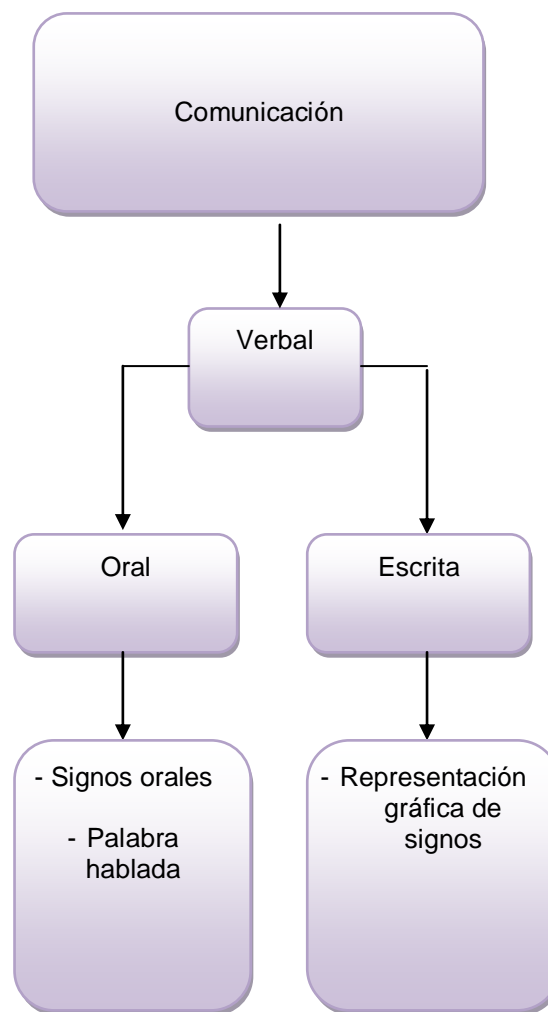 Comunicación
Verbal
Oral
Escrita
- Signos orales
- Palabra
hablada
- Representación
gráfica de
signos